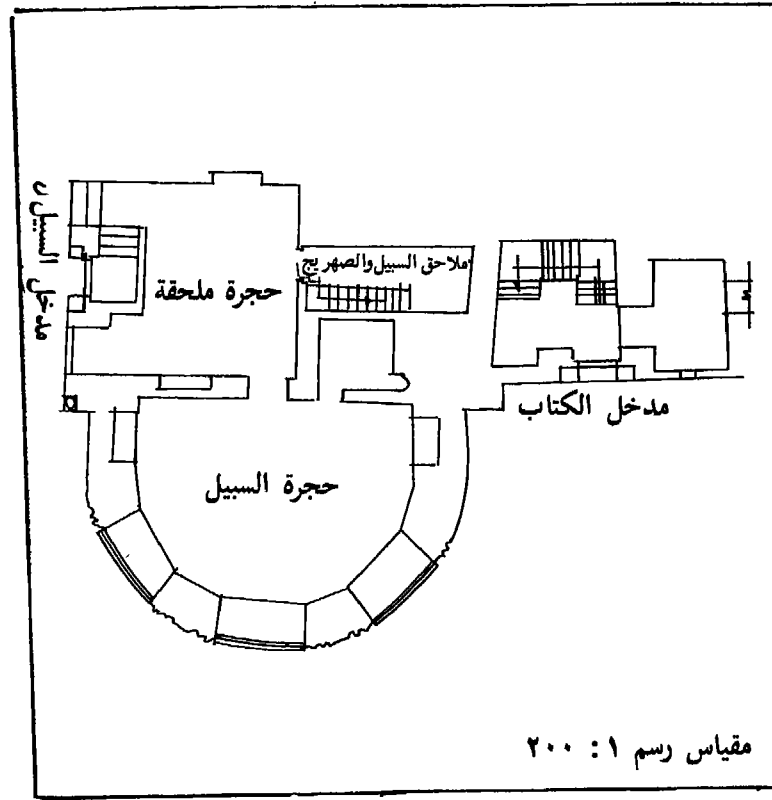 مدخل السبيل
ملاحق السبيل والصهريج
حجرة ملحقة
مدخل الكتاب
حجرة السبيل
مقياس رسم ١ : ٢٠٠